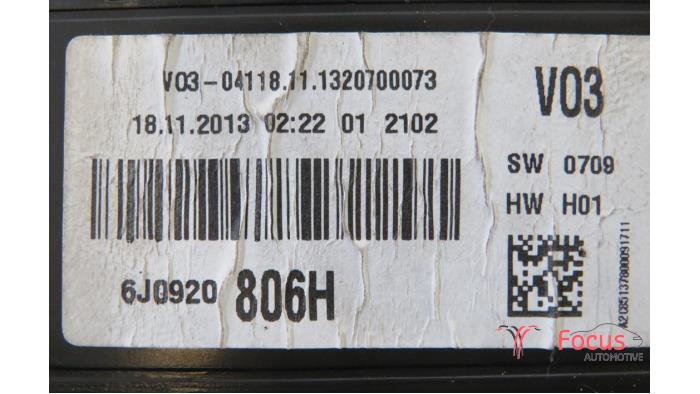 V03-04118.11.1320700073
18.11.2013 02:22 01 2102
6J0920 806H
V03
SW 0709
HW H01
A2C85137800091711
Focus
AUTOMOTIVE